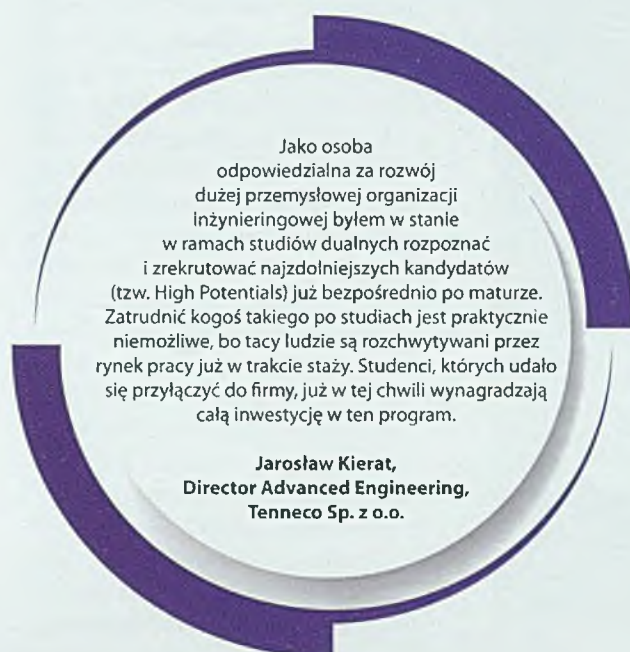 Jako osoba
odpowiedzialna za rozwój
dużej przemysłowej organizacji
inżynieringowej byłem w stanie
w ramach studiów dualnych rozpoznać
i zrekrutować najzdolniejszych kandydatów
(tzw. High Potentials) już bezpośrednio po maturze.
Zatrudnić kogoś takiego po studiach jest praktycznie
niemożliwe, bo tacy ludzie są rozchwytywani przez
rynek pracy już w trakcie staży. Studenci, których udało
się przyłączyć do firmy, już w tej chwili wynagradzają
całą inwestycję w ten program.
Jarosław Kierat,
Director Advanced Engineering,
Tenneco Sp. z o.o.